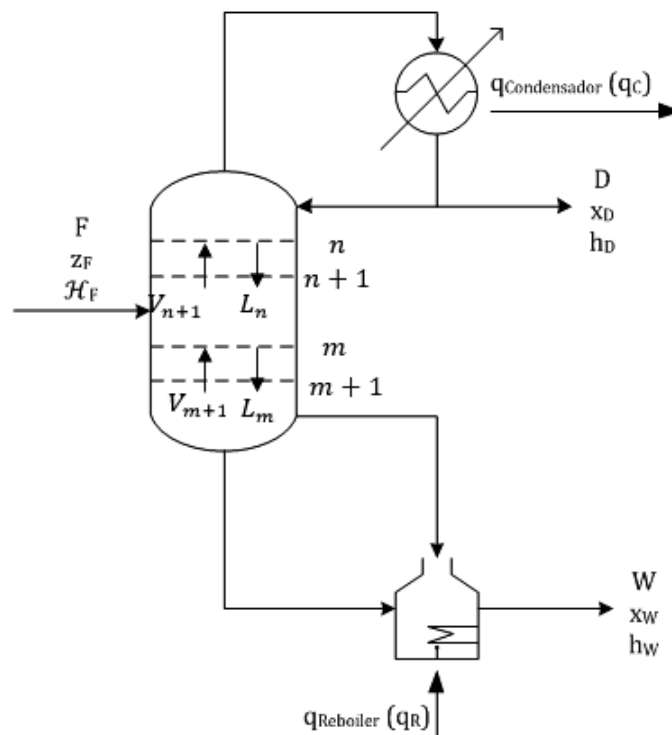 qCondensador (qC)
D
xD
hD
F
zF
ℋF
n
n + 1
Vn+1 Ln
m
m + 1
Vm+1 Lm
W
xW
hW
qReboiler (qR)